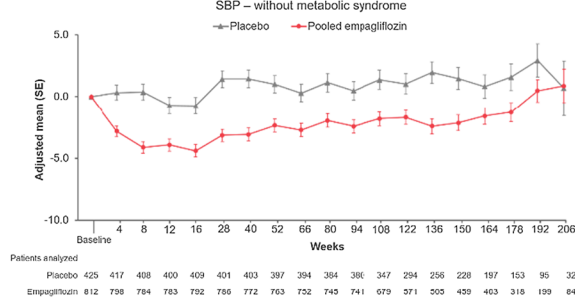 SBP – without metabolic syndrome
Placebo Pooled empagliflozin
5.0
0.0
-5.0
-10.0
Adjusted mean (SE)
Baseline 4 8 12 16 28 40 52 66 80 94 108 122 136 150 164 178 192 206
Weeks
Patients analyzed
Placebo 425 417 408 400 409 401 403 397 394 384 380 347 294 256 228 197 153 95 32
Empagliflozin 812 798 784 783 792 786 772 763 752 745 741 679 571 505 459 403 318 199 84